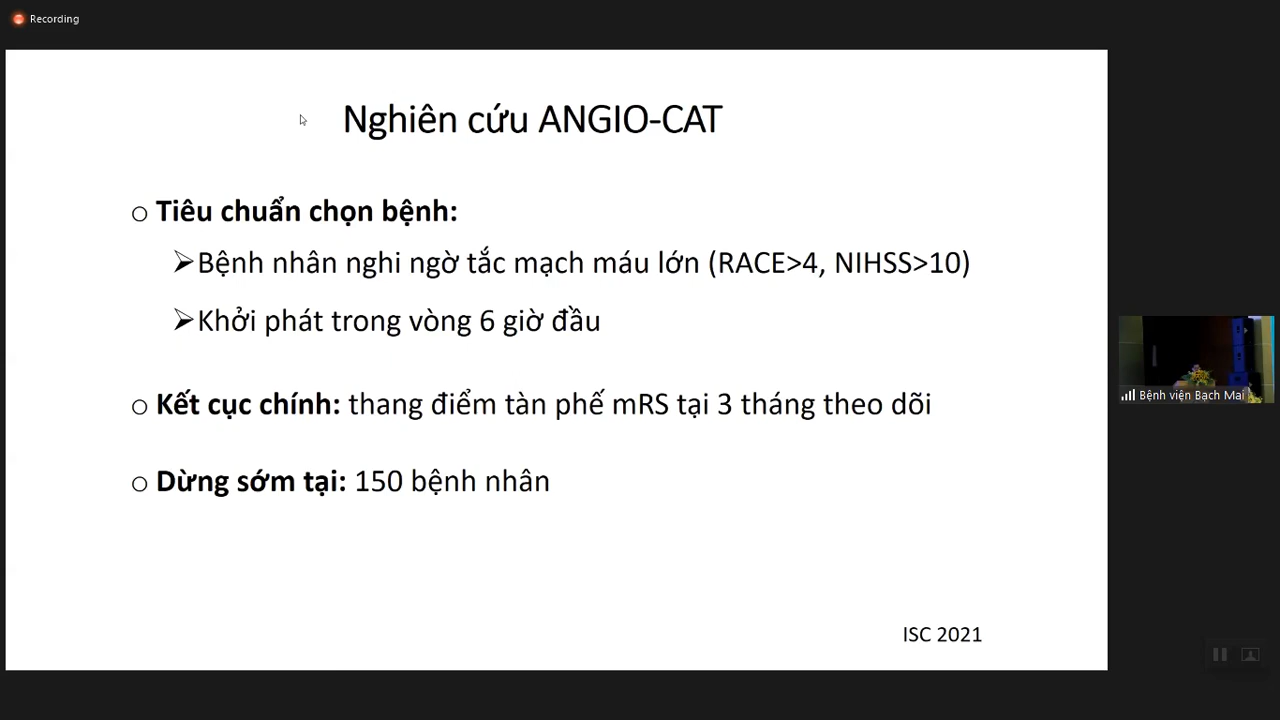 Recording
Nghiên cứu ANGIO-CAT
o Tiêu chuẩn chọn bệnh:
➢Bệnh nhân nghi ngờ tắc mạch máu lớn (RACE>4, NIHSS>10)
➢Khởi phát trong vòng 6 giờ đầu
o Kết cục chính: thang điểm tàn phế mRS tại 3 tháng theo dõi
o Dừng sớm tại: 150 bệnh nhân
ISC 2021
Bệnh viện Bạch Mai